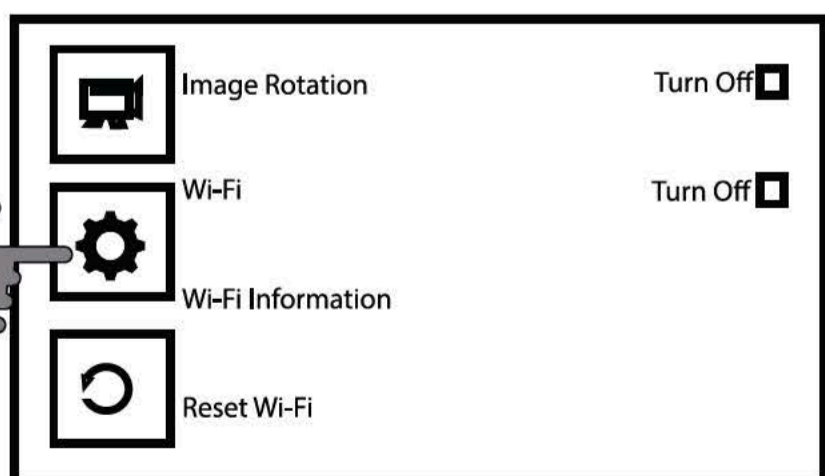 Image Rotation Turn Off
Wi-Fi Turn Off
Wi-Fi Information
Reset Wi-Fi